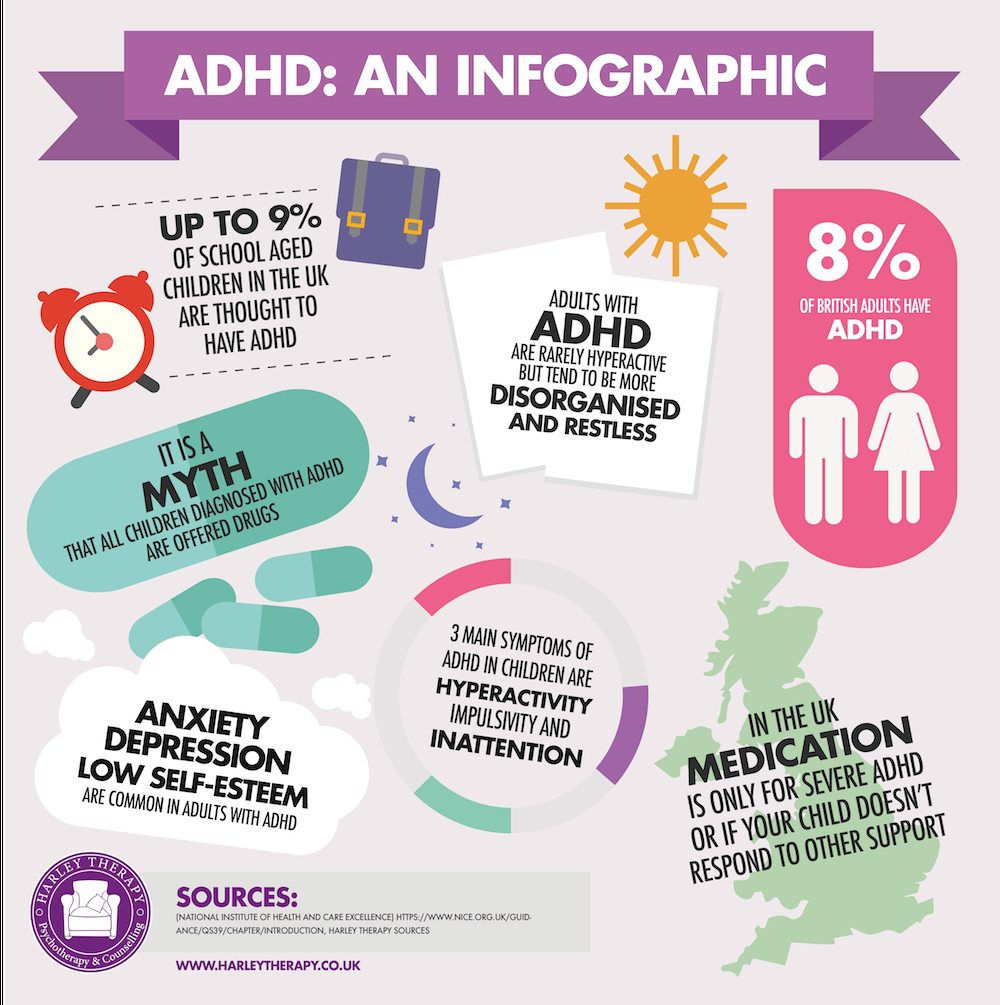 ADHD: AN INFOGRAPHIC
UP TO 9%
OF SCHOOL AGED
CHILDREN IN THE UK
ARE THOUGHT TO
HAVE ADHD
ADULTS WITH
ADHD
ARE RARELY HYPERACTIVE
BUT TEND TO BE MORE
DISORGANISED
AND RESTLESS
8%
OF BRITISH ADULTS HAVE
ADHD
IT IS A
MYTH
THAT ALL CHILDREN DIAGNOSED WITH ADHD
ARE OFFERED DRUGS
3 MAIN SYMPTOMS OF
ADHD IN CHILDREN ARE
HYPERACTIVITY
IMPULSIVITY AND
INATTENTION
ANXIETY
DEPRESSION
LOW SELF-ESTEEM
ARE COMMON IN ADULTS WITH ADHD
IN THE UK
MEDICATION
IS ONLY FOR SEVERE ADHD
OR IF YOUR CHILD DOESN'T
RESPOND TO OTHER SUPPORT
HARLEY THERAPY
Psychotherapy & Counselling
SOURCES:
(NATIONAL INSTITUTE OF HEALTH AND CARE EXCELLENCE) HTTPS://WWW.NICE.ORG.UK/GUID-
ANCE/QS39/CHAPTER/INTRODUCTION, HARLEY THERAPY SOURCES
WWW.HARLEYTHERAPY.CO.UK